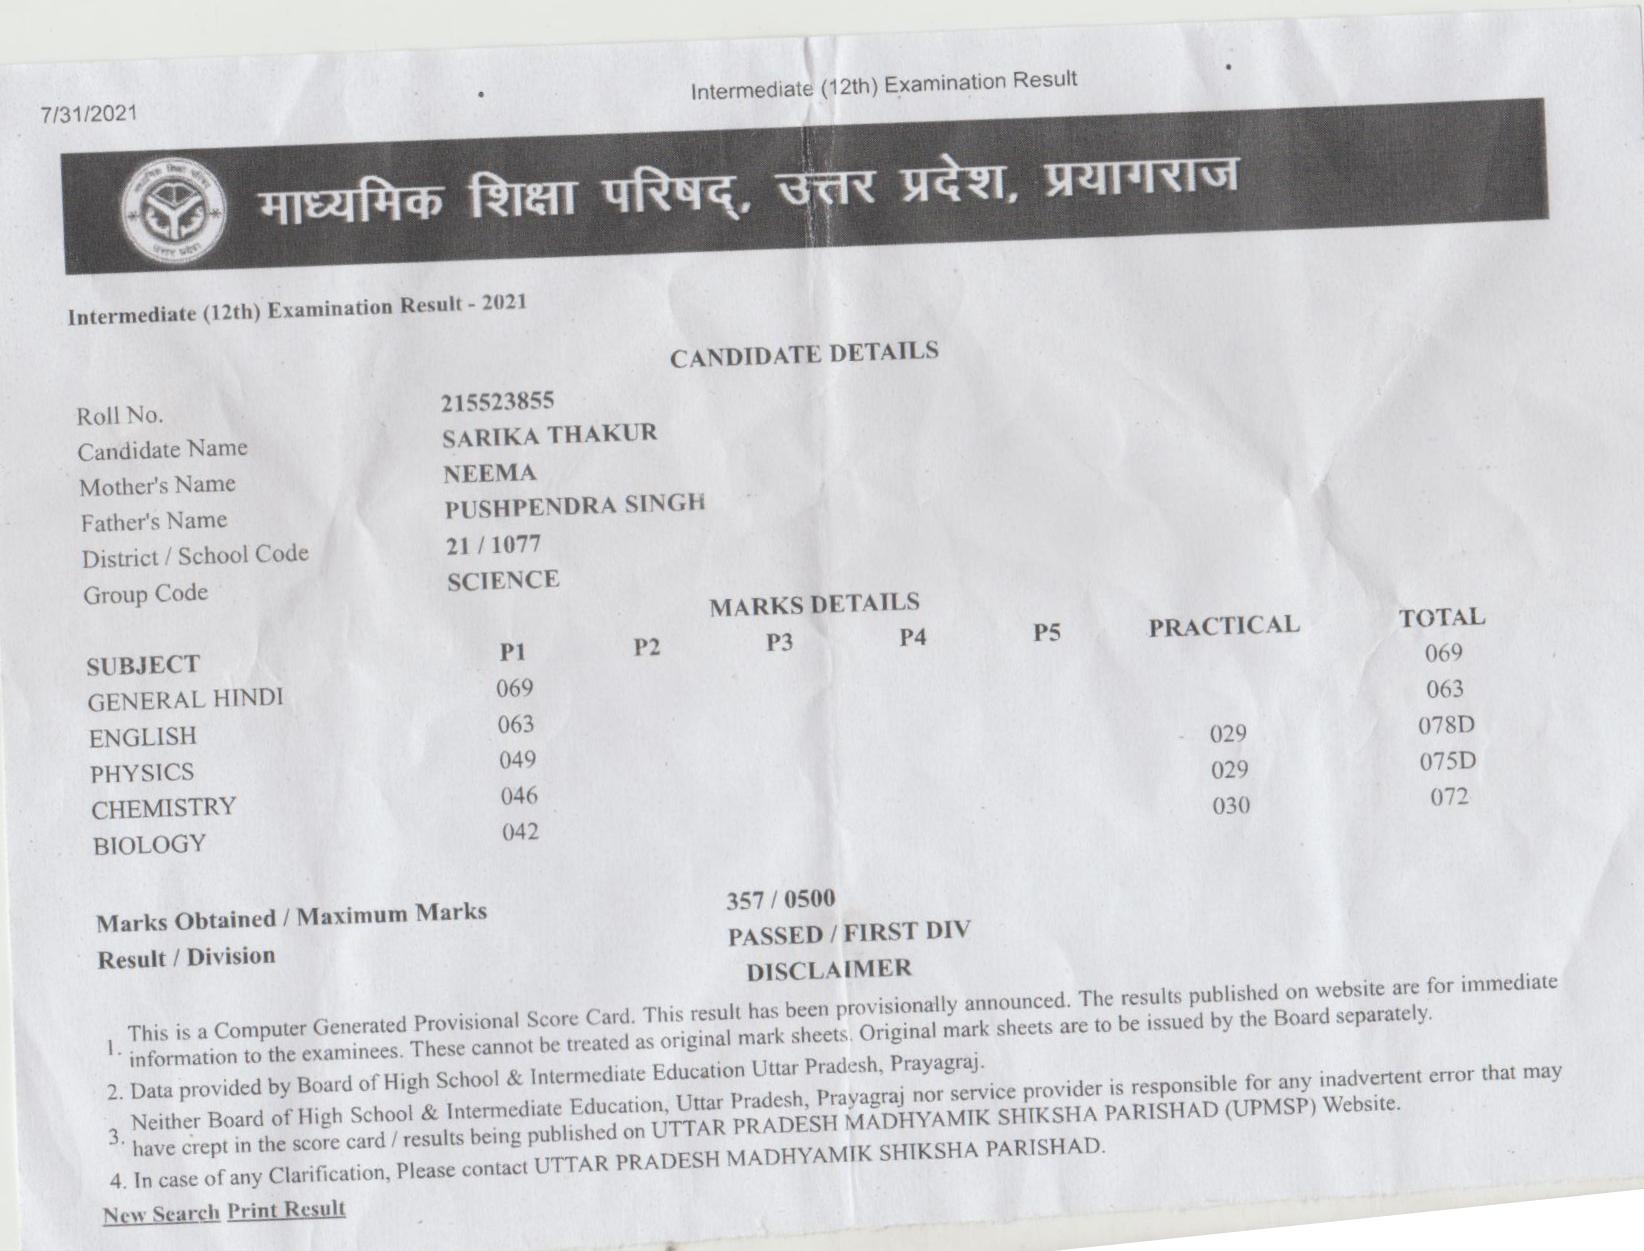 7/31/2021
Intermediate (12th) Examination Result
माध्यमिक शिक्षा परिषद्, उत्तर प्रदेश, प्रयागराज
Intermediate (12th) Examination Result - 2021
CANDIDATE DETAILS
Roll No. 215523855
Candidate Name SARIKA THAKUR
Mother's Name NEEMA
Father's Name PUSHPENDRA SINGH
District / School Code 21 / 1077
Group Code SCIENCE
MARKS DETAILS
SUBJECT P1 P2 P3 P4 P5 PRACTICAL TOTAL
GENERAL HINDI 069 069
ENGLISH 063 063
PHYSICS 049 029 078D
CHEMISTRY 046 029 075D
BIOLOGY 042 030 072
Marks Obtained / Maximum Marks 357 / 0500
Result / Division PASSED / FIRST DIV
DISCLAIMER
1. This is a Computer Generated Provisional Score Card. This result has been provisionally announced. The results published on website are for immediate
information to the examinees. These cannot be treated as original mark sheets. Original mark sheets are to be issued by the Board separately.
2. Data provided by Board of High School & Intermediate Education Uttar Pradesh, Prayagraj.
3. Neither Board of High School & Intermediate Education, Uttar Pradesh, Prayagraj nor service provider is responsible for any inadvertent error that may
have crept in the score card / results being published on UTTAR PRADESH MADHYAMIK SHIKSHA PARISHAD (UPMSP) Website.
4. In case of any Clarification, Please contact UTTAR PRADESH MADHYAMIK SHIKSHA PARISHAD.
New Search Print Result